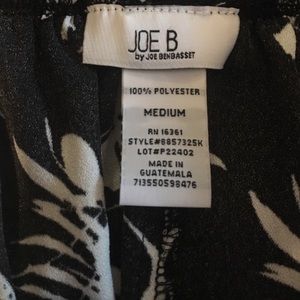 JOE B
by JOE BENBASSET
100% POLYESTER
MEDIUM
RN 16361
STYLE#8857325K
LOT#P22402
MADE IN
GUATEMALA
713550598476